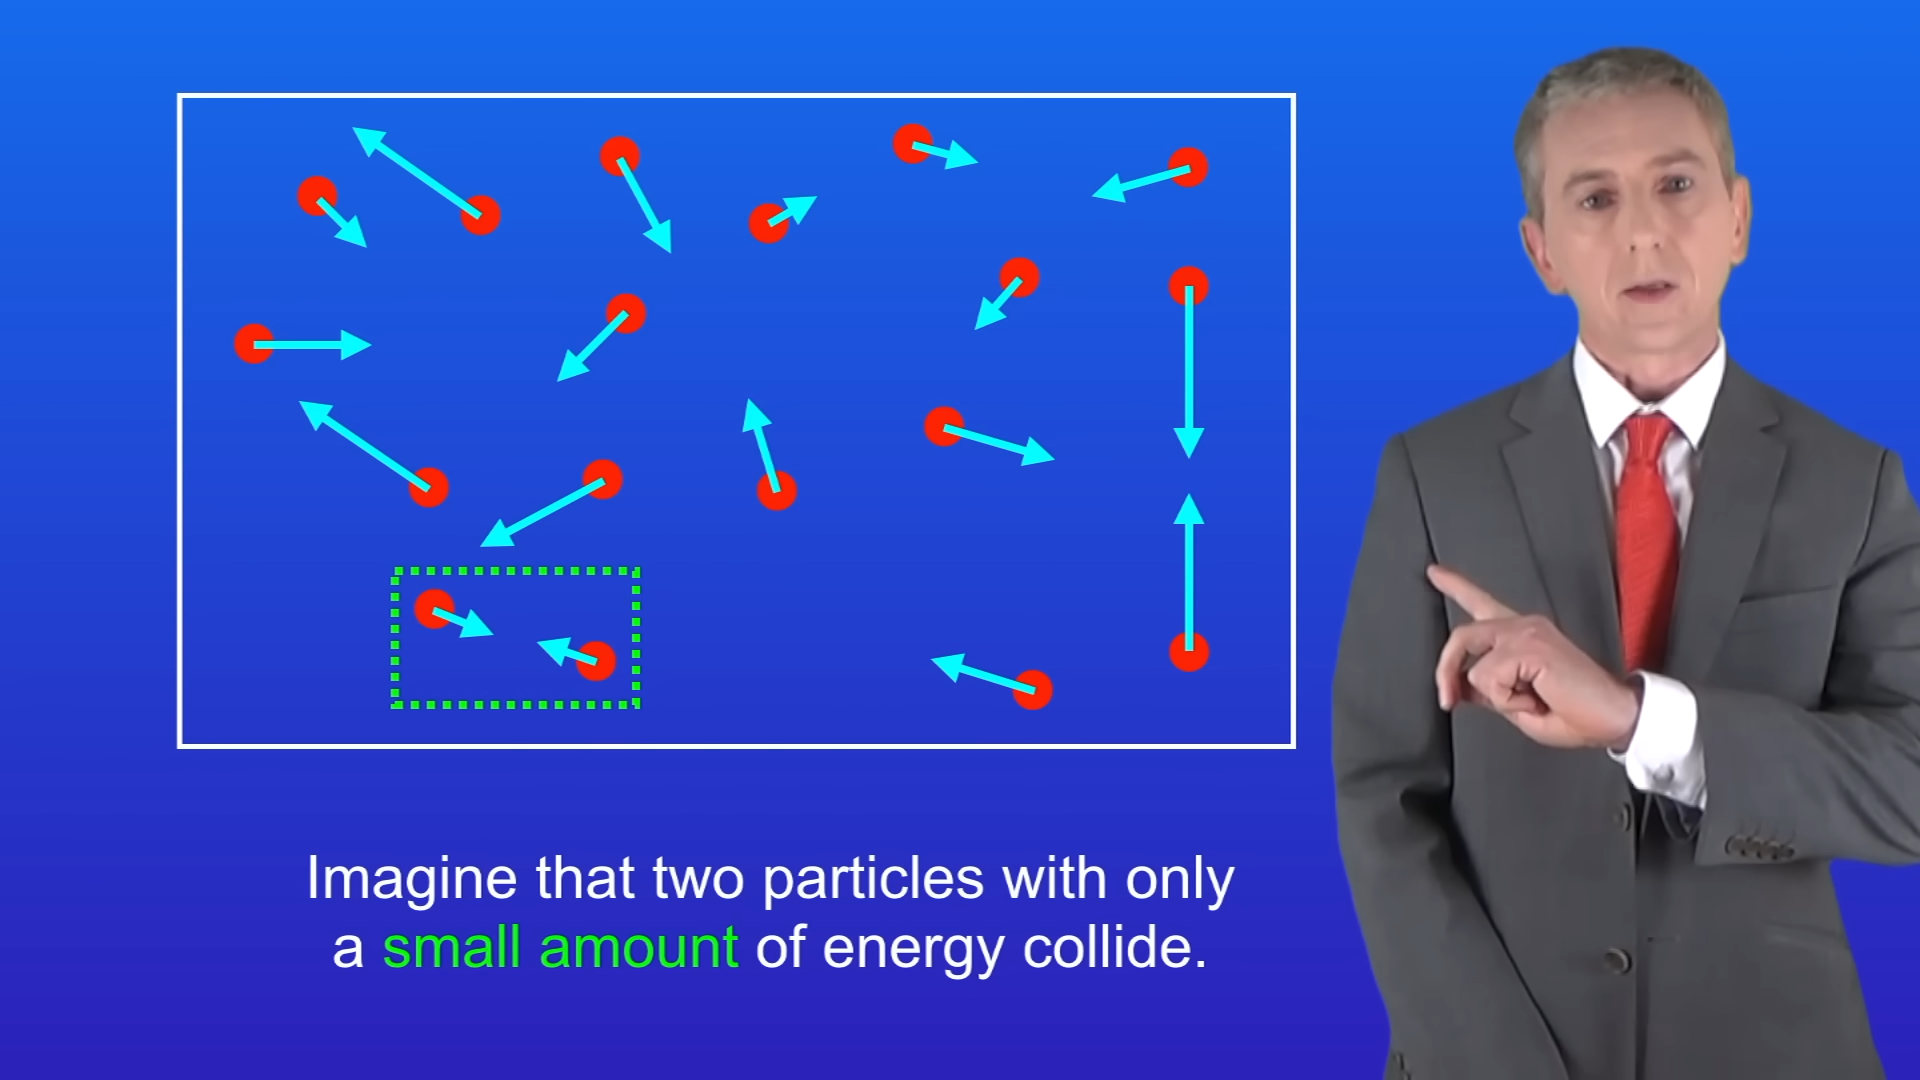 Imagine that two particles with only
a small amount of energy collide.